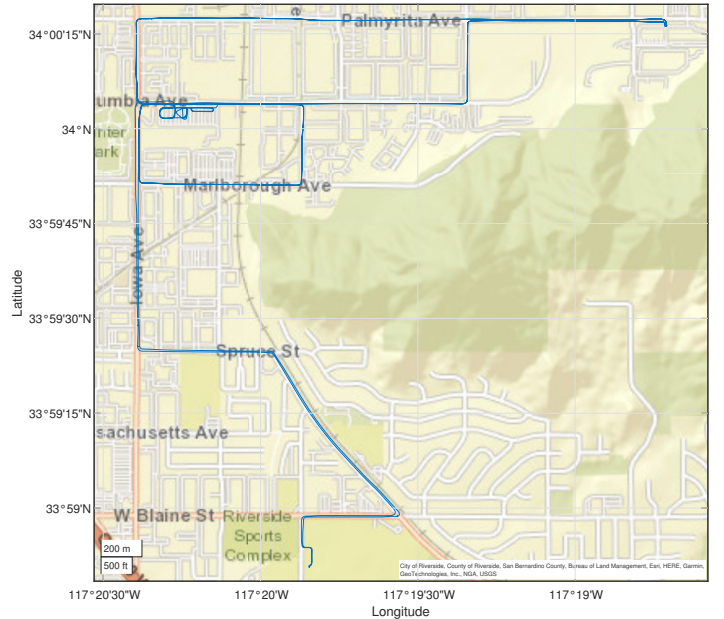 Palmyrita Ave
34°00'15"N
umbia Ave
34°N
nter
ark
Marlborough Ave
33°59'45"N
Iowa Ave
Latitude
33°59'30"N
Spruce St
33°59'15"N
sachusetts Ave
33°59'N
W Blaine St
Riverside
Sports
Complex
200 m
500 ft
City of Riverside, County of Riverside, San Bernardino County, Bureau of Land Management, Esri, HERE, Garmin,
GeoTechnologies, Inc., NGA, USGS
117°20'30"W
117°20'W
117°19'30"W
117°19'W
Longitude